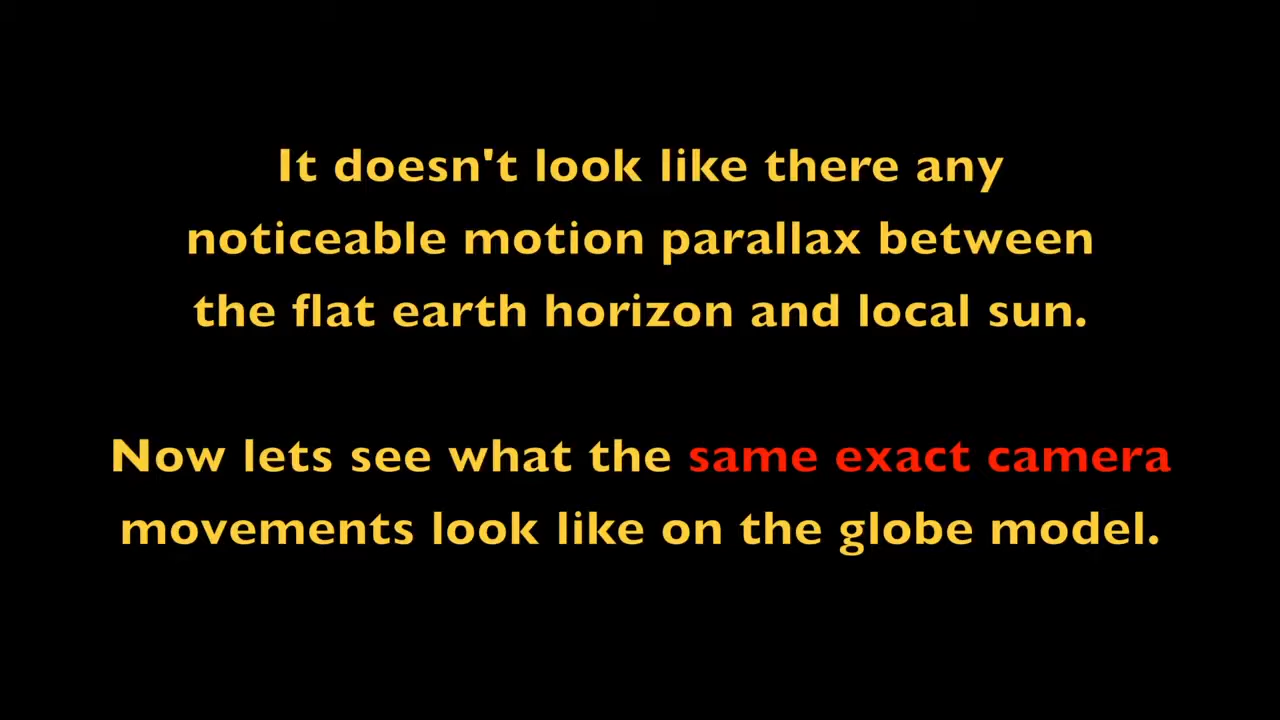 It doesn't look like there any
noticeable motion parallax between
the flat earth horizon and local sun.
Now lets see what the same exact camera
movements look like on the globe model.